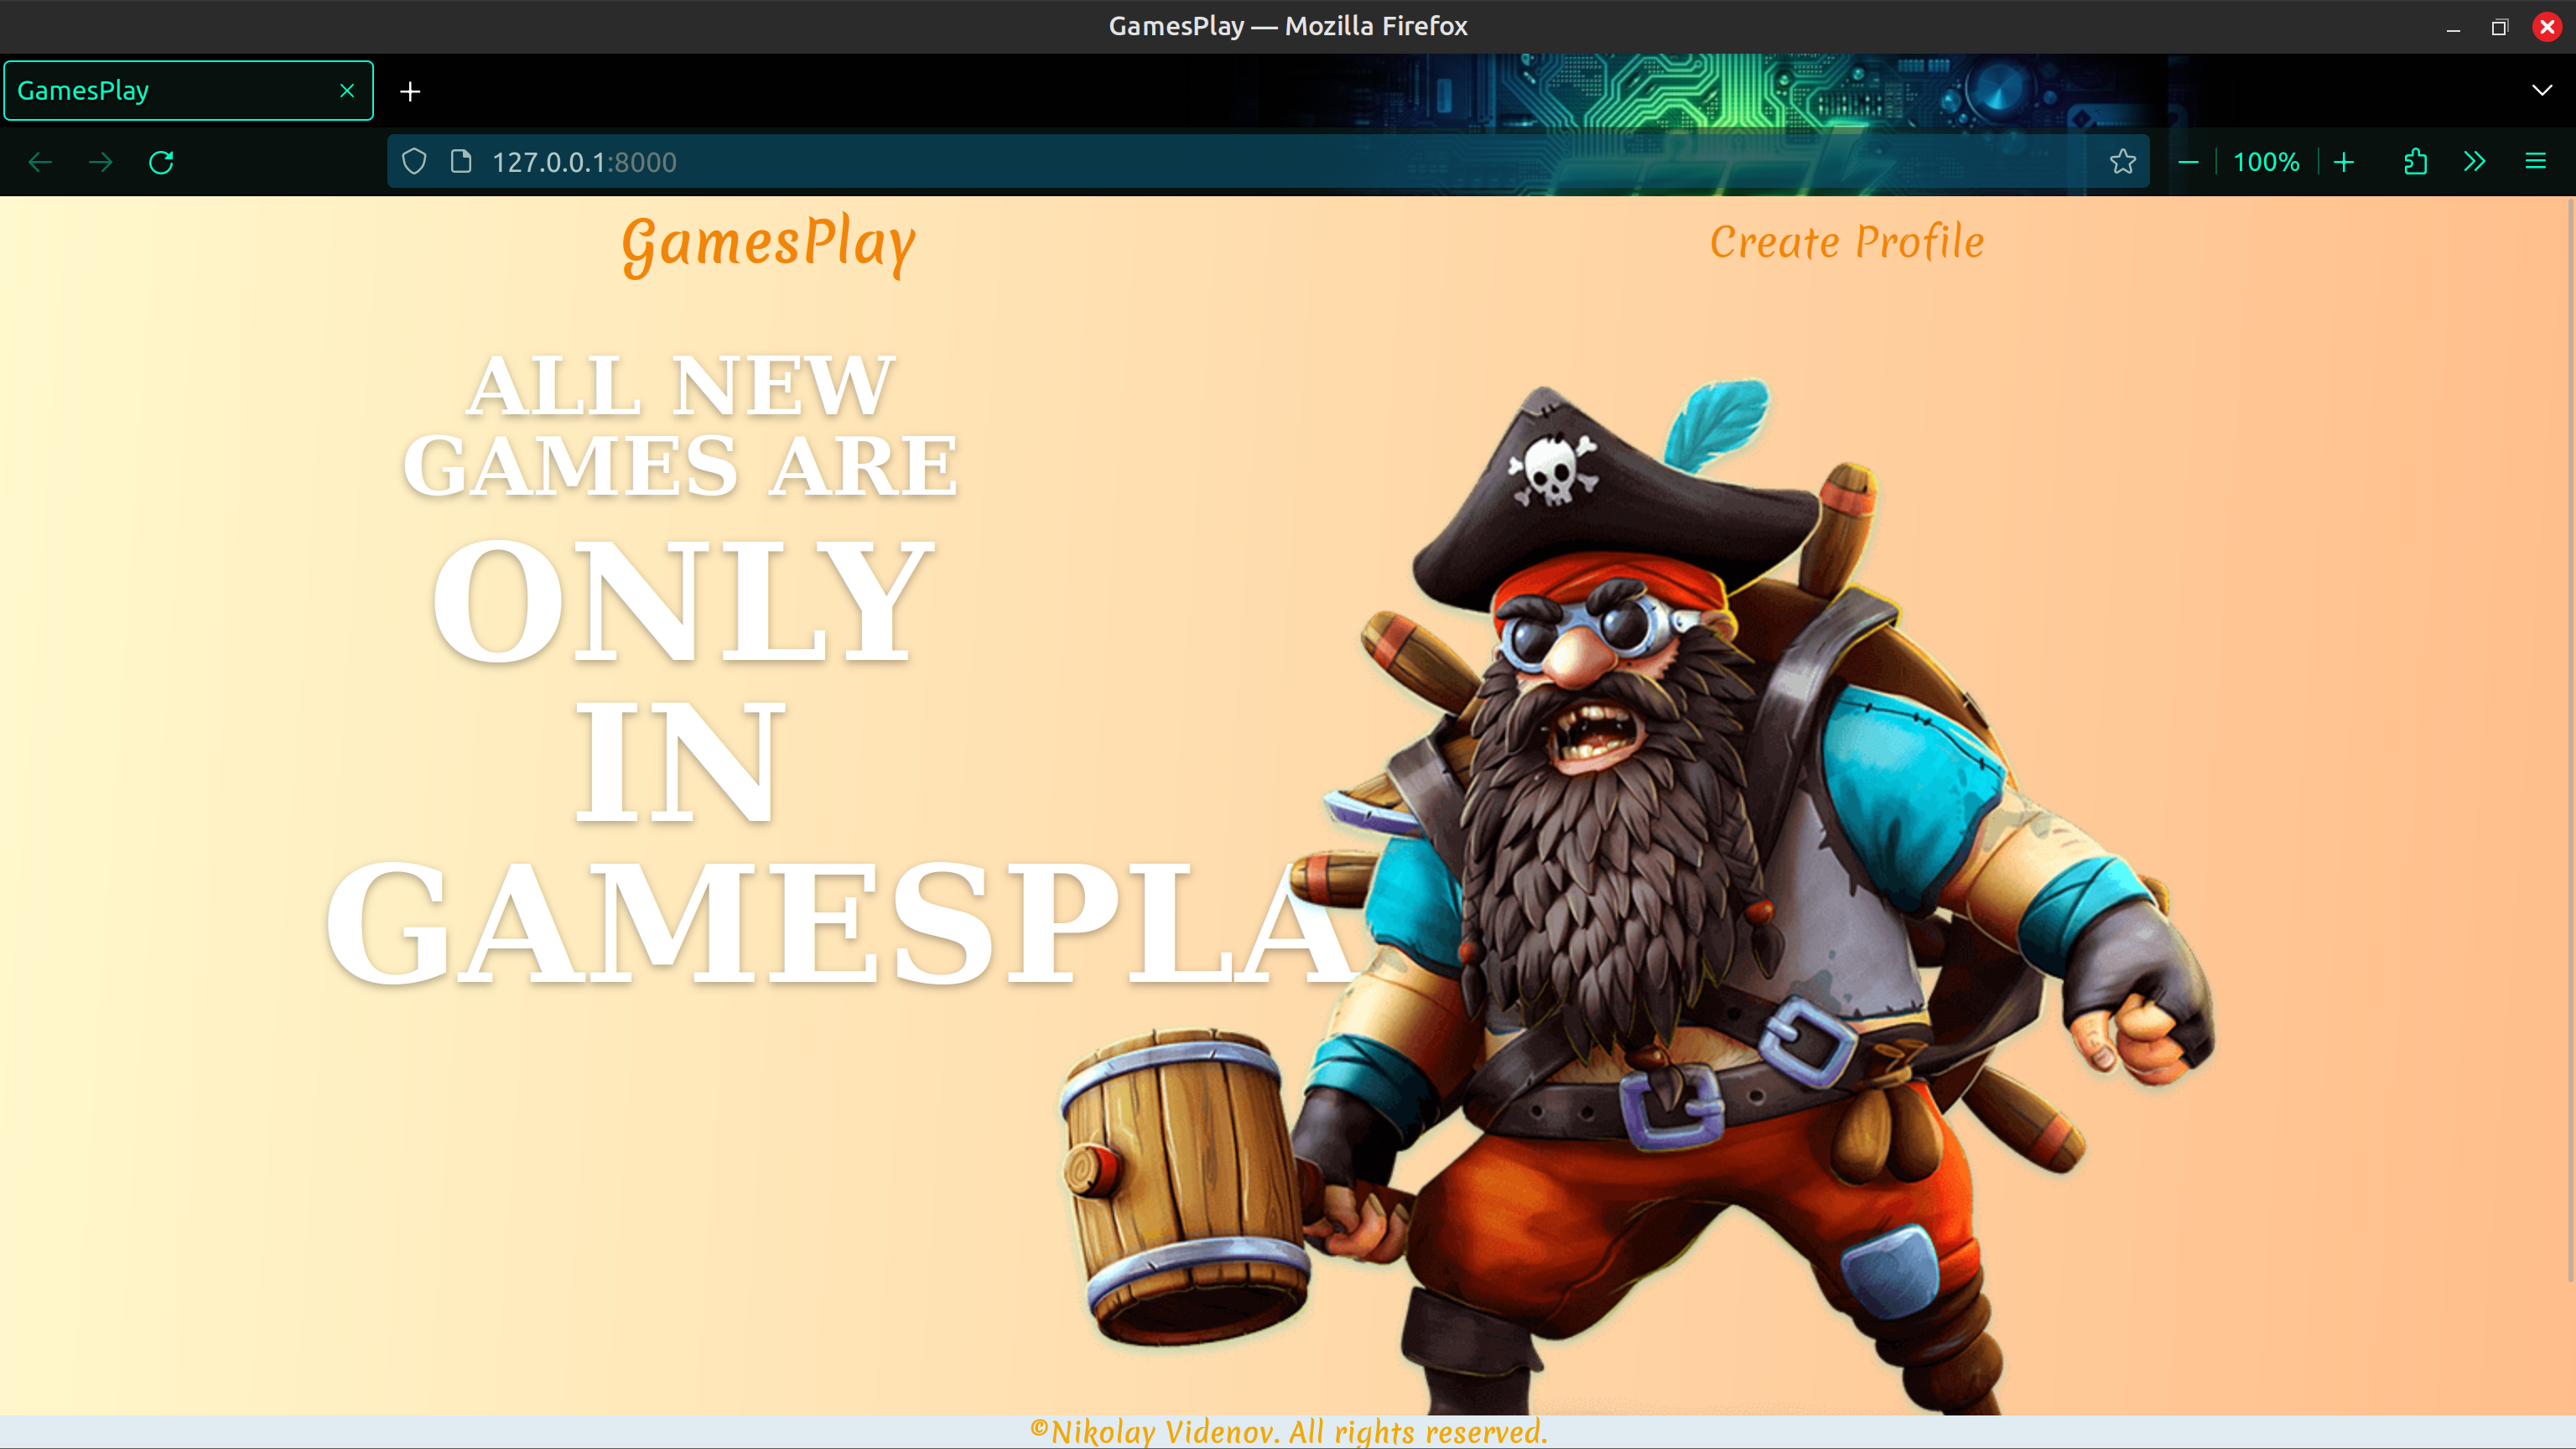 GamesPlay — Mozilla Firefox
GamesPlay
127.0.0.1:8000
100%
GamesPlay
Create Profile
ALL NEW
GAMES ARE
ONLY
IN
GAMESPLA
©Nikolay Videnov. All rights reserved.